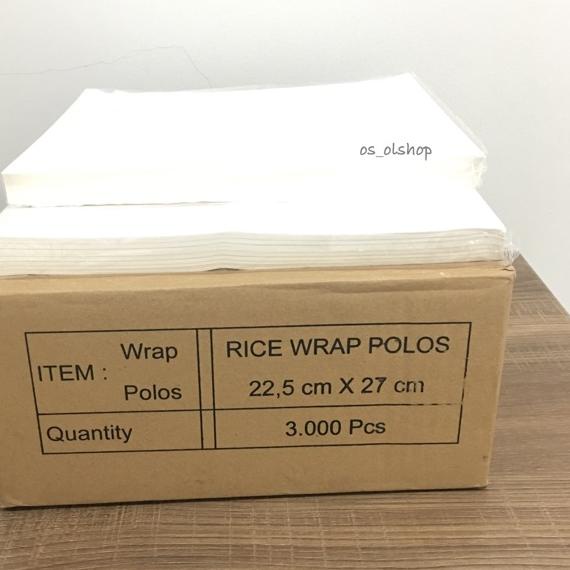 os_olshop
ITEM : Wrap Polos
RICE WRAP POLOS
22,5 cm X 27 cm
Quantity
3.000 Pcs